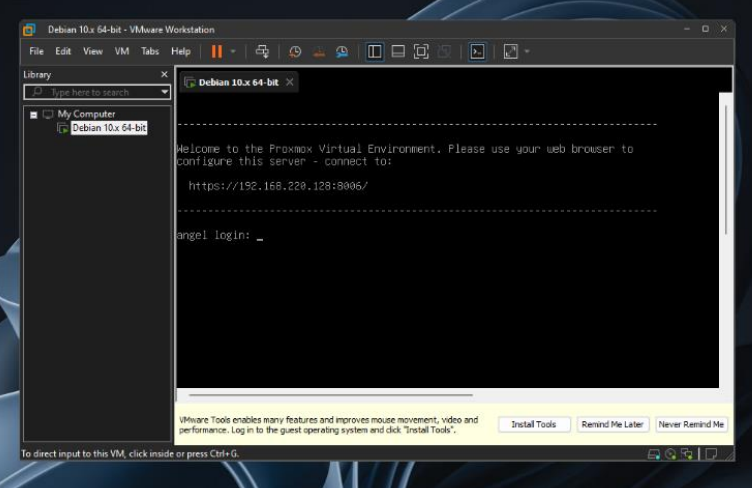 Debian 10.x 64-bit - VMware Workstation
File Edit View VM Tabs Help
Library
Type here to search
My Computer
Debian 10.x 64-bit
Debian 10.x 64-bit
-------------------------------------------------------------------------------
Welcome to the Proxmox Virtual Environment. Please use your web browser to
configure this server - connect to:
https://192.168.220.128:8006/
-------------------------------------------------------------------------------
angel login: _
VMware Tools enables many features and improves mouse movement, video and
performance. Log in to the guest operating system and click "Install Tools".
Install Tools
Remind Me Later
Never Remind Me
To direct input to this VM, click inside or press Ctrl+G.